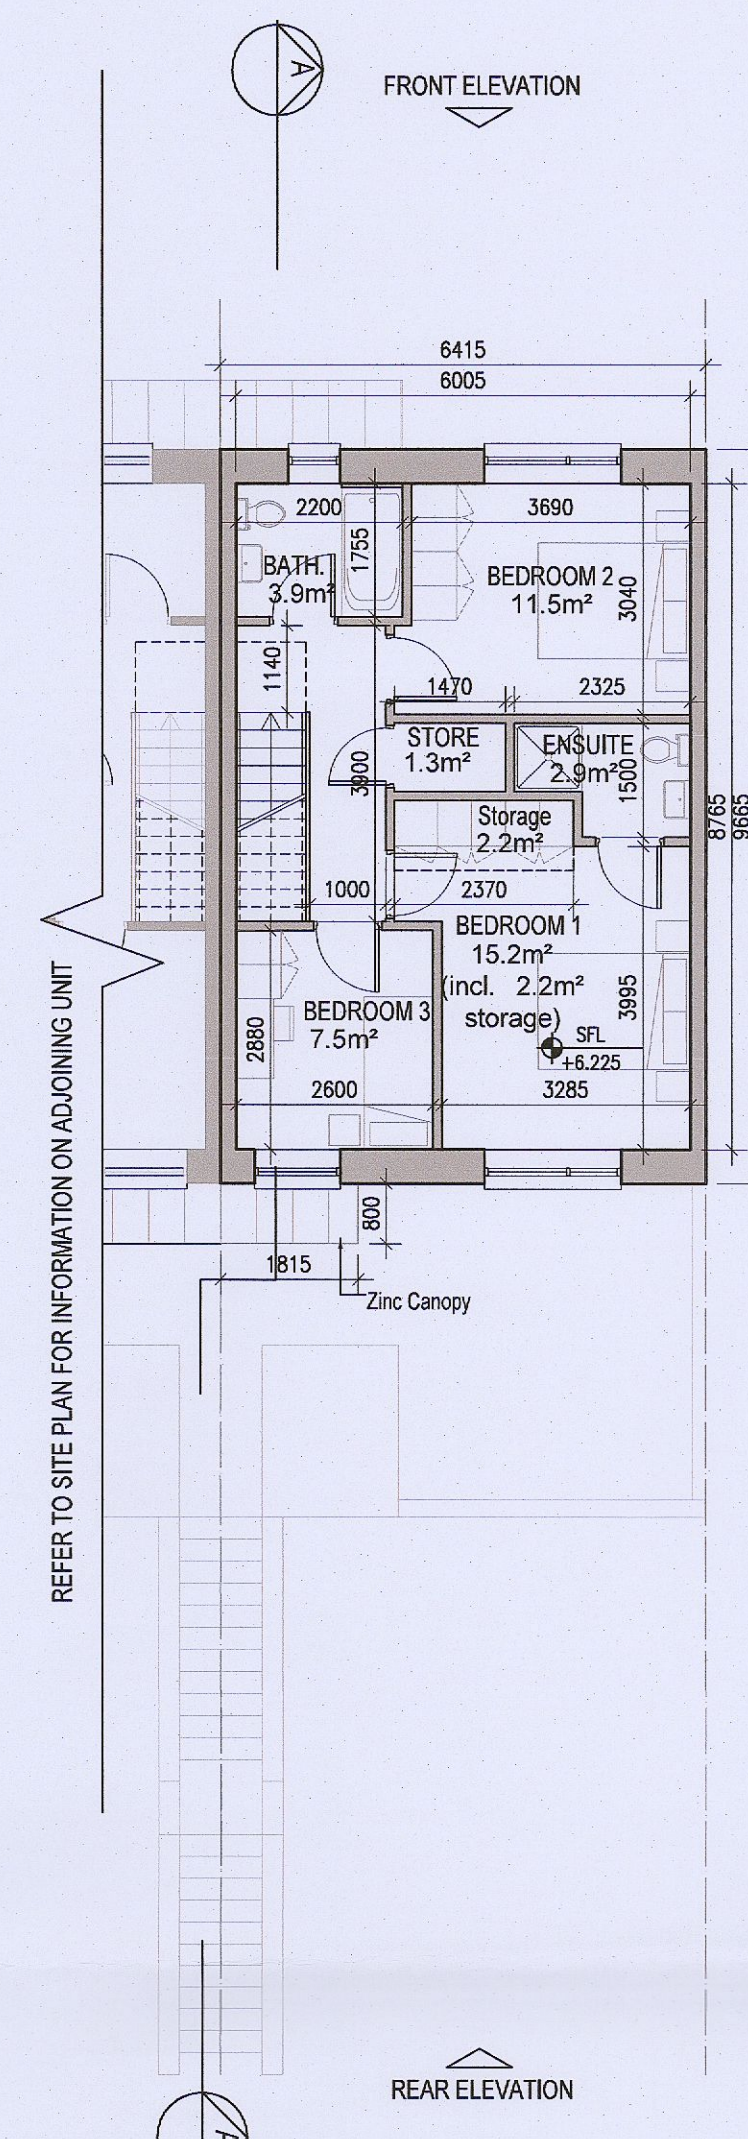 A
FRONT ELEVATION
6415
6005
2200
3690
1755
BATH.
3.9m²
BEDROOM 2
11.5m²
3040
1140
1470
2325
STORE
1.3m²
ENSUITE
2.9m²
1500
3900
8765
9665
Storage
2.2m²
1000
2370
BEDROOM 1
15.2m²
(incl. 2.2m²
storage)
3995
BEDROOM 3
7.5m²
2880
SFL
+6.225
2600
3285
800
1815
Zinc Canopy
REFER TO SITE PLAN FOR INFORMATION ON ADJOINING UNIT
REAR ELEVATION
A